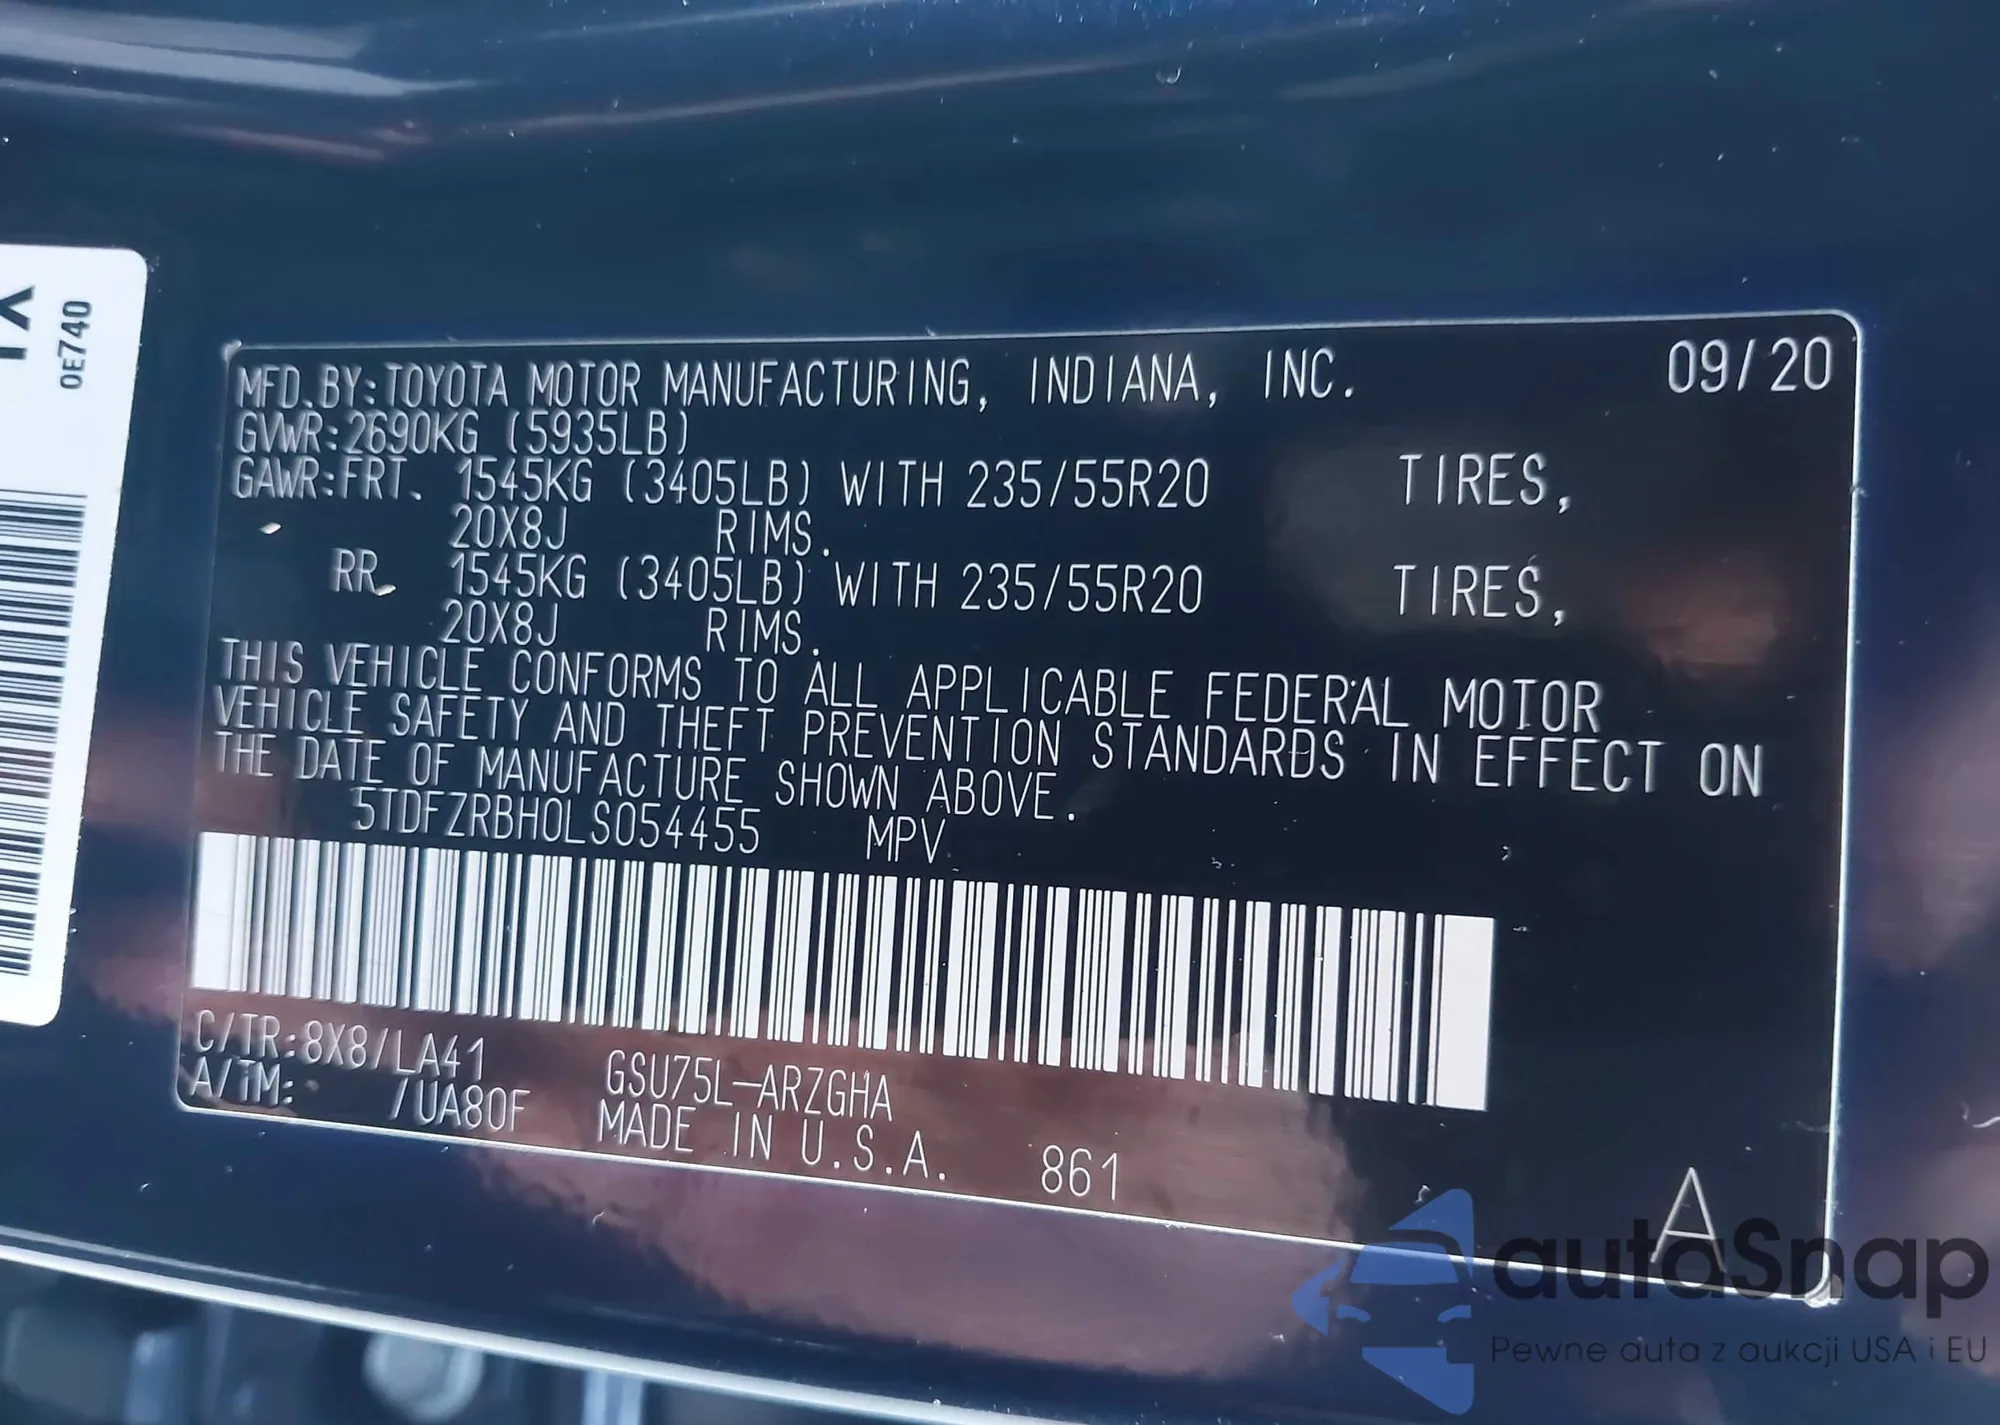 OE740
MFD.BY:TOYOTA MOTOR MANUFACTURING, INDIANA, INC. 09/20
GVWR:2690KG (5935LB)
GAWR:FRT. 1545KG (3405LB) WITH 235/55R20 TIRES,
20X8J RIMS.
RR. 1545KG (3405LB) WITH 235/55R20 TIRES,
20X8J RIMS.
THIS VEHICLE CONFORMS TO ALL APPLICABLE FEDERAL MOTOR
VEHICLE SAFETY AND THEFT PREVENTION STANDARDS IN EFFECT ON
THE DATE OF MANUFACTURE SHOWN ABOVE.
5TDFZRBH0LS054455 MPV
C/TR:8X8/LA41 GSU75L-ARZGHA
A/TM: /UA80F MADE IN U.S.A. 861
A
autoSnap
Pewne auta z aukcji USA i EU